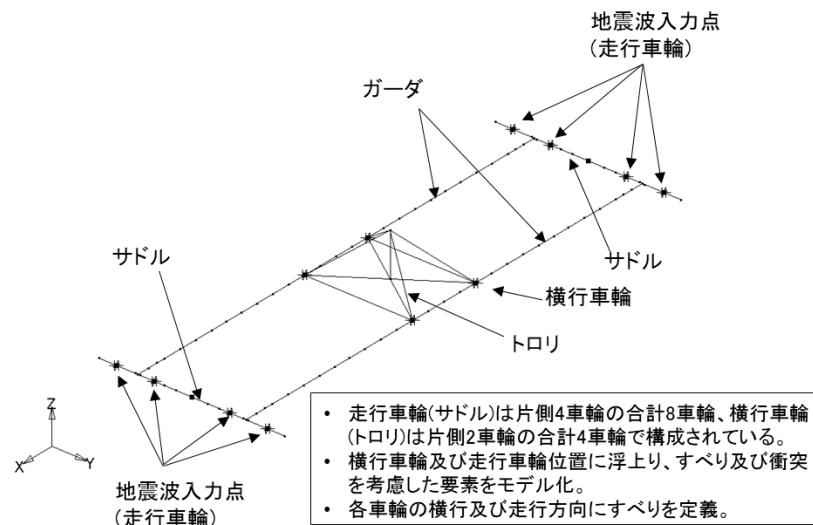 地震波入力点
(走行車輪)
ガーダ
サドル
サドル
横行車輪
トロリ
Z
X
Y
地震波入力点
(走行車輪)
• 走行車輪(サドル)は片側4車輪の合計8車輪、横行車輪
(トロリ)は片側2車輪の合計4車輪で構成されている。
• 横行車輪及び走行車輪位置に浮上り、すべり及び衝突
を考慮した要素をモデル化。
• 各車輪の横行及び走行方向にすべりを定義。